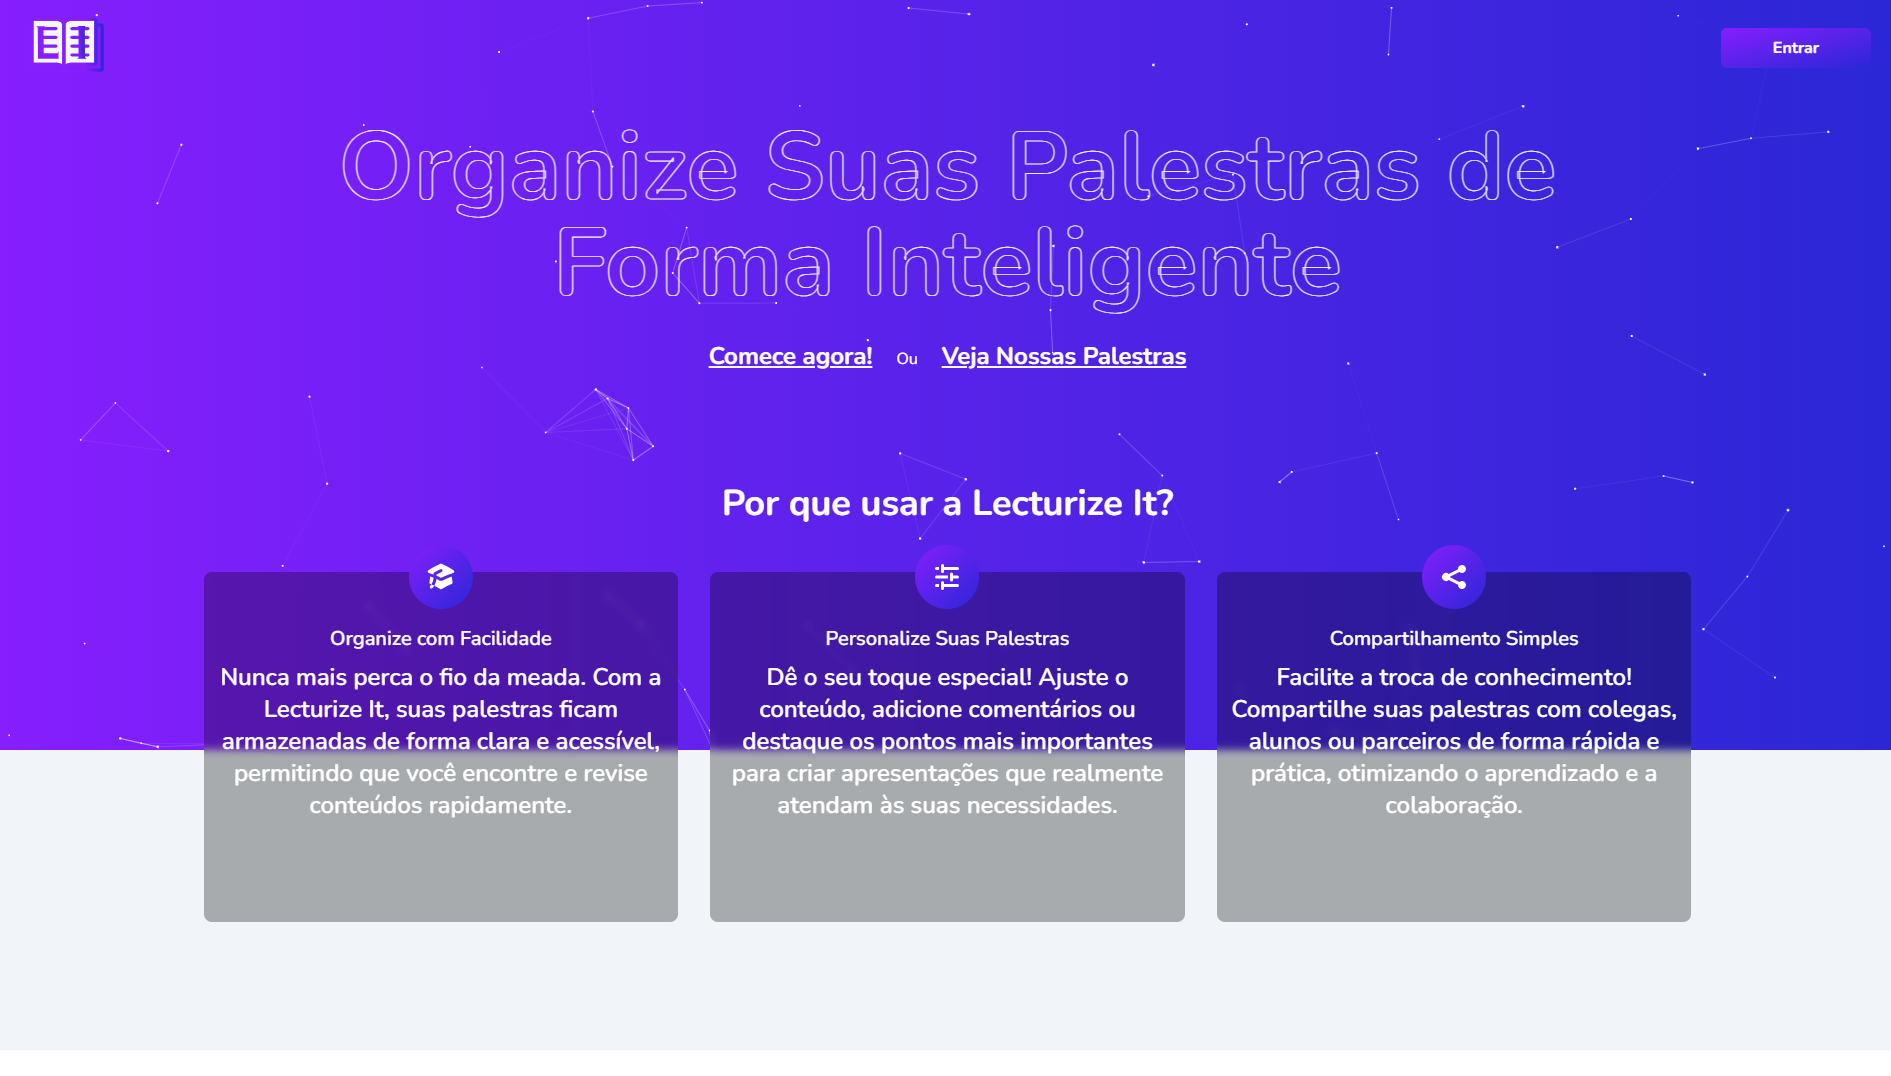 Entrar
Organize Suas Palestras de
Forma Inteligente
Comece agora! Ou Veja Nossas Palestras
Por que usar a Lecturize It?
Organize com Facilidade
Nunca mais perca o fio da meada. Com a
Lecturize It, suas palestras ficam
armazenadas de forma clara e acessível,
permitindo que você encontre e revise
conteúdos rapidamente.
Personalize Suas Palestras
Dê o seu toque especial! Ajuste o
conteúdo, adicione comentários ou
destaque os pontos mais importantes
para criar apresentações que realmente
atendam às suas necessidades.
Compartilhamento Simples
Facilite a troca de conhecimento!
Compartilhe suas palestras com colegas,
alunos ou parceiros de forma rápida e
prática, otimizando o aprendizado e a
colaboração.